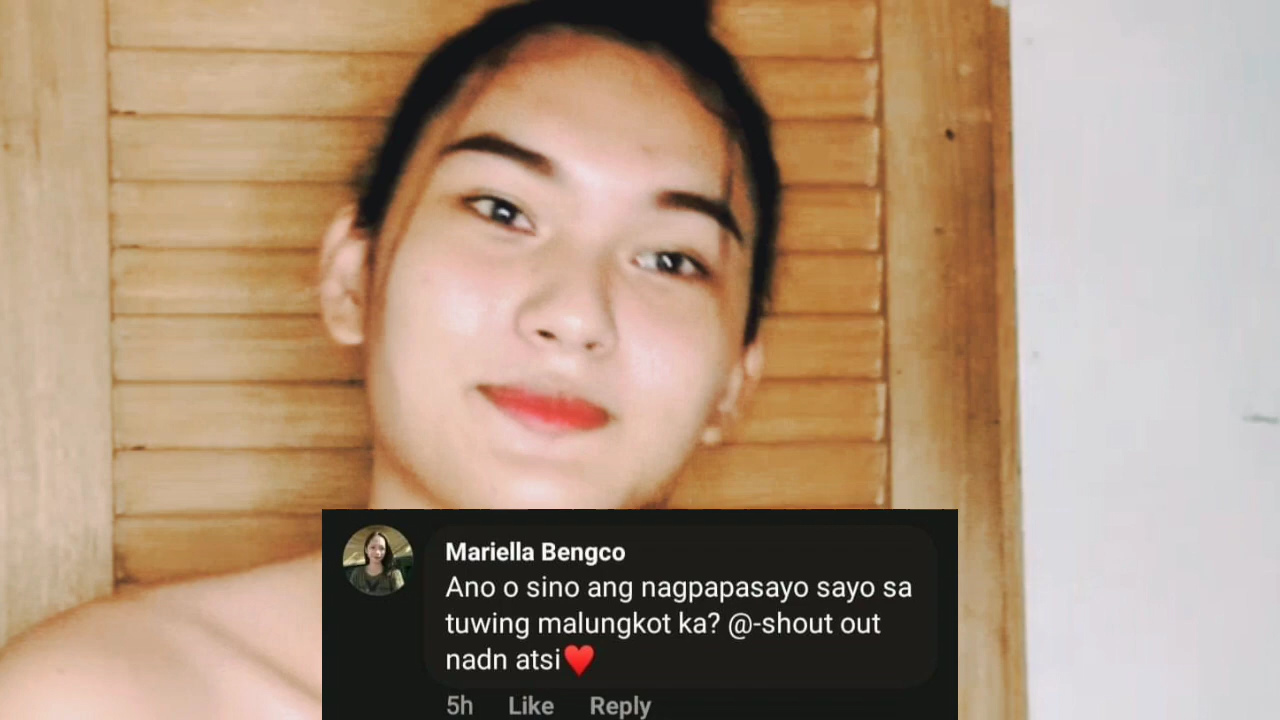 Mariella Bengco
Ano o sino ang nagpapasayo sayo sa
tuwing malungkot ka? @-shout out
nadn atsi❤️
5h Like Reply